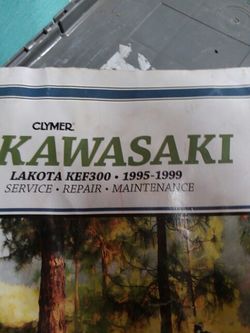 CLYMER
KAWASAKI
LAKOTA KEF300 • 1995-1999
SERVICE • REPAIR • MAINTENANCE